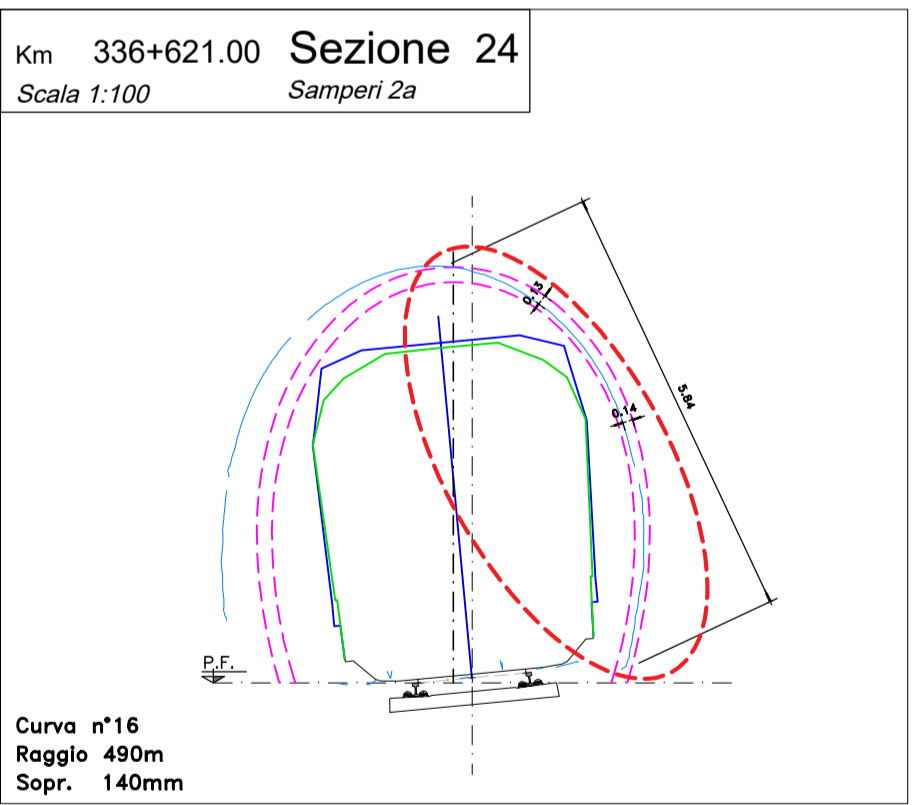 Km 336+621.00 Sezione 24
Scala 1:100 Samperi 2a
0.13
5.84
0.14
P.F.
Curva n°16
Raggio 490m
Sopr. 140mm